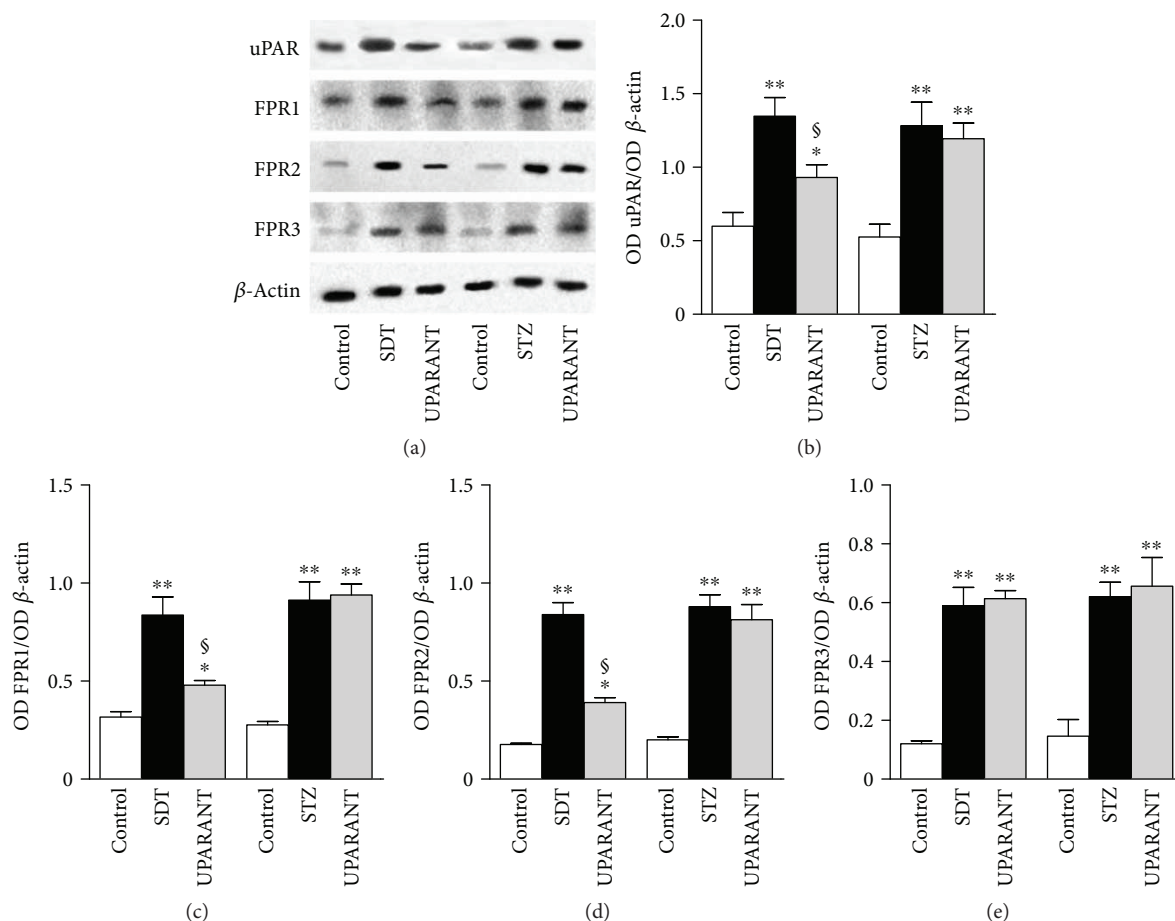 uPAR
FPR1
FPR2
FPR3
β-Actin
Control
SDT
UPARANT
Control
STZ
UPARANT
(a)
OD uPAR/OD β-actin
2.0
1.5
1.0
0.5
0
**
§
*
**
**
Control
SDT
UPARANT
Control
STZ
UPARANT
(b)
OD FPR1/OD β-actin
1.5
1.0
0.5
0
**
§
*
**
**
Control
SDT
UPARANT
Control
STZ
UPARANT
(c)
OD FPR2/OD β-actin
1.5
1.0
0.5
0
**
§
*
**
**
Control
SDT
UPARANT
Control
STZ
UPARANT
(d)
OD FPR3/OD β-actin
1.0
0.8
0.6
0.4
0.2
0
**
**
**
**
Control
SDT
UPARANT
Control
STZ
UPARANT
(e)